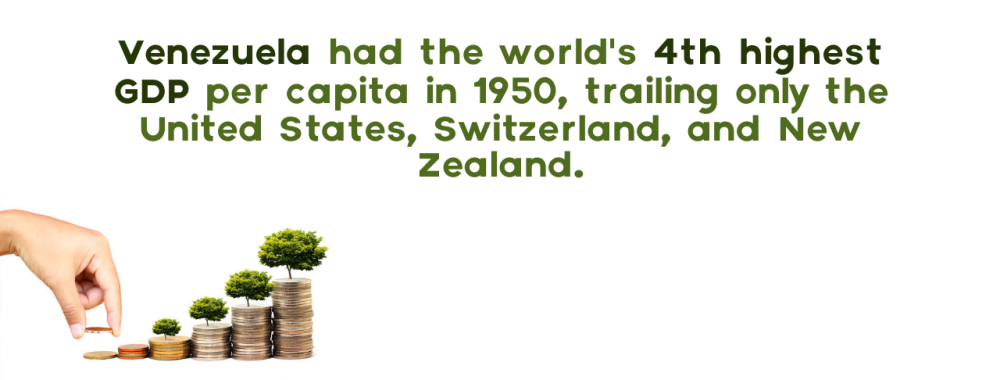 Venezuela had the world's 4th highest
GDP per capita in 1950, trailing only the
United States, Switzerland, and New
Zealand.